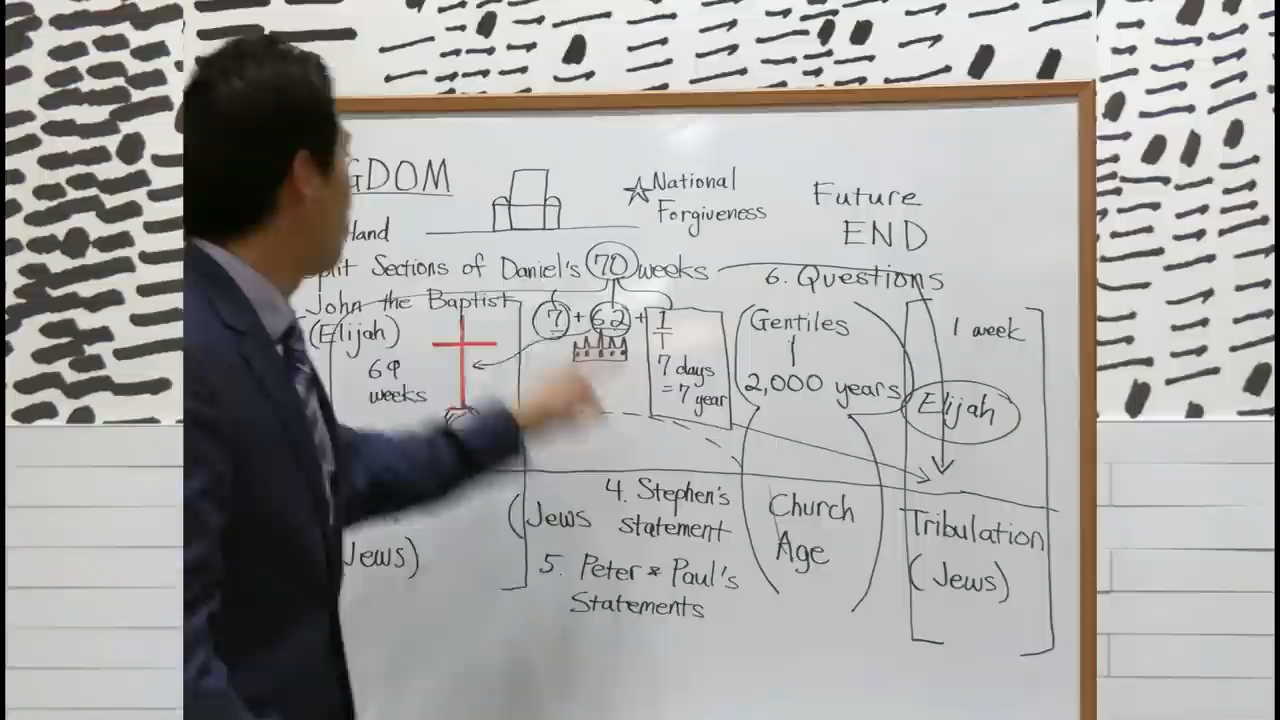 GDOM
Hand
National
Forgiveness
Future
END
Split Sections of Daniel's 70 weeks
6. Questions
John the Baptist
(Elijah)
69
weeks
7 + 62 + 1
7 days
= 7 year
Gentiles
2,000 years
1 week
Elijah
4. Stephen's
(Jews statement
5. Peter & Paul's
Statements
Jews)
Church
Age
Tribulation
(Jews)